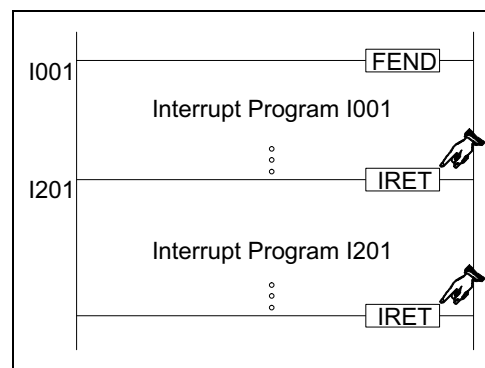 FEND
I001
Interrupt Program I001
IRET
I201
Interrupt Program I201
IRET